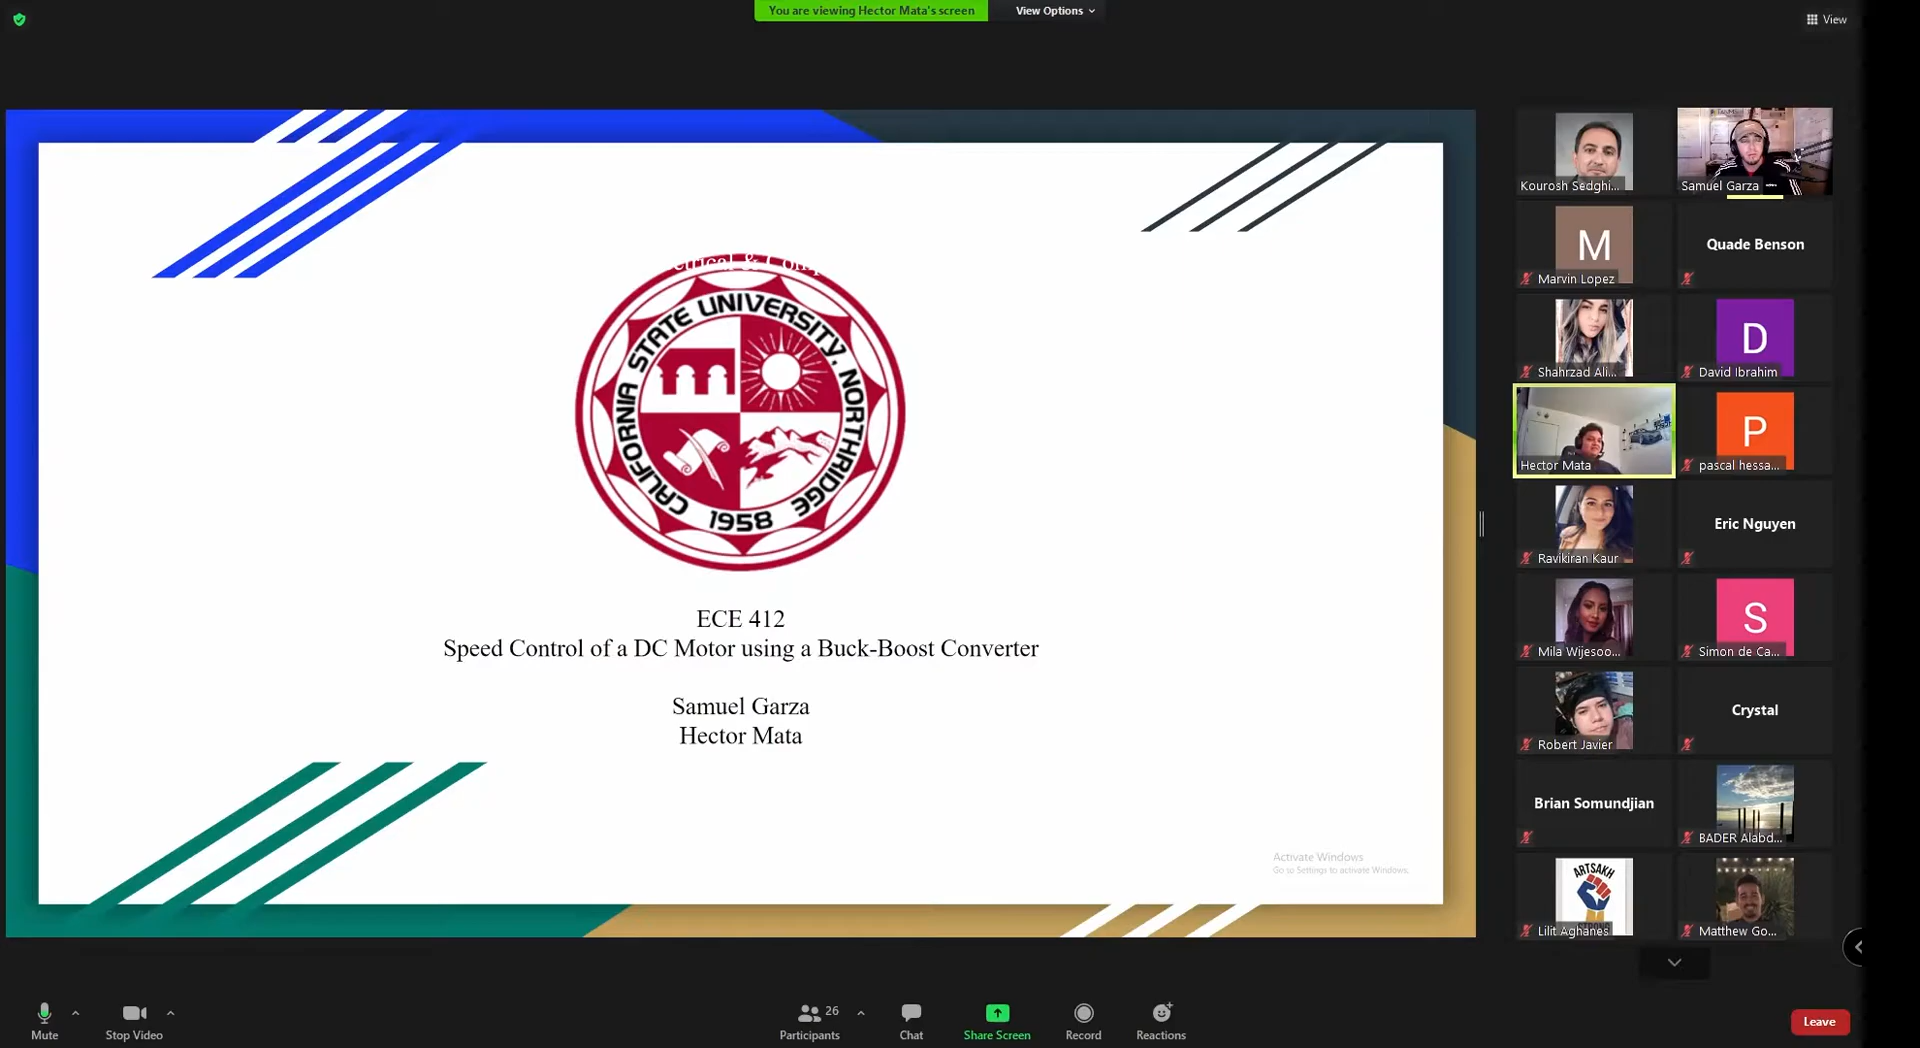 You are viewing Hector Mata's screen
View Options
View
CALIFORNIA STATE UNIVERSITY, NORTHRIDGE
1958
ECE 412
Speed Control of a DC Motor using a Buck-Boost Converter
Samuel Garza
Hector Mata
Activate Windows
Go to Settings to activate Windows.
Kourosh Sedghi...
Samuel Garza
M
Marvin Lopez
Quade Benson
Shahrzad Ali...
D
David Ibrahim
Hector Mata
P
pascal hessa...
Ravikiran Kaur
Eric Nguyen
Mila Wijesoo...
S
Simon de Ca...
Robert Javier
Crystal
Brian Somundjian
BADER Alabd...
ARTSAKH
Lilit Aghanes
Matthew Go...
Mute
Stop Video
Participants
26
Chat
Share Screen
Record
Reactions
Leave